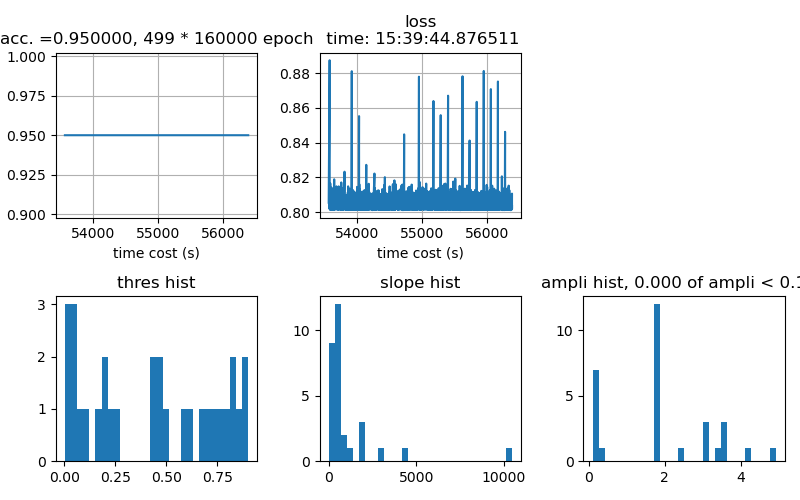 loss
acc. =0.950000, 499 * 160000 epoch
time: 15:39:44.876511
1.000
0.975
0.950
0.925
0.900
54000 55000 56000
time cost (s)
0.88
0.86
0.84
0.82
0.80
54000 55000 56000
time cost (s)
thres hist
3
2
1
0
0.00 0.25 0.50 0.75
slope hist
10
5
0
0 5000 10000
ampli hist, 0.000 of ampli < 0.1
10
5
0
0 2 4